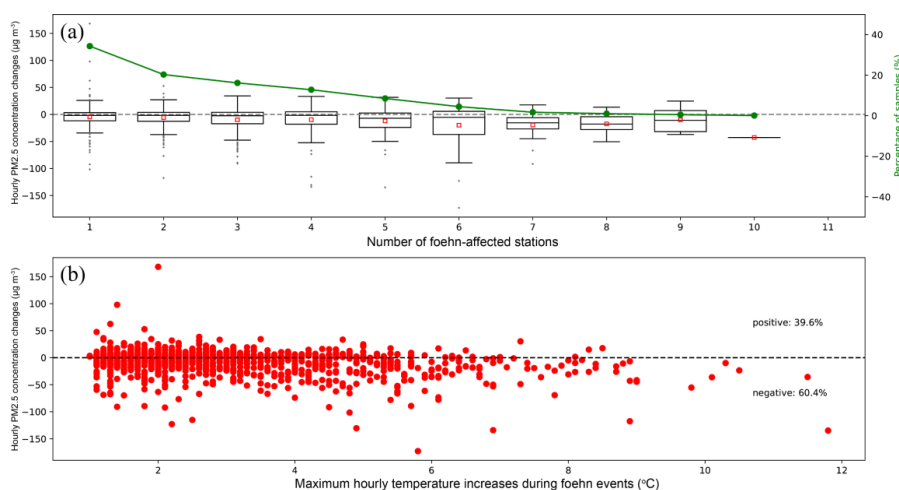 (a)
Hourly PM2.5 concentration changes (μg m⁻³)
150
100
50
0
−50
−100
−150
40
20
0
−20
−40
Percentage of samples (%)
1 2 3 4 5 6 7 8 9 10 11
Number of foehn-affected stations
(b)
Hourly PM2.5 concentration changes (μg m⁻³)
150
100
50
0
−50
−100
−150
positive: 39.6%
negative: 60.4%
2 4 6 8 10 12
Maximum hourly temperature increases during foehn events (°C)